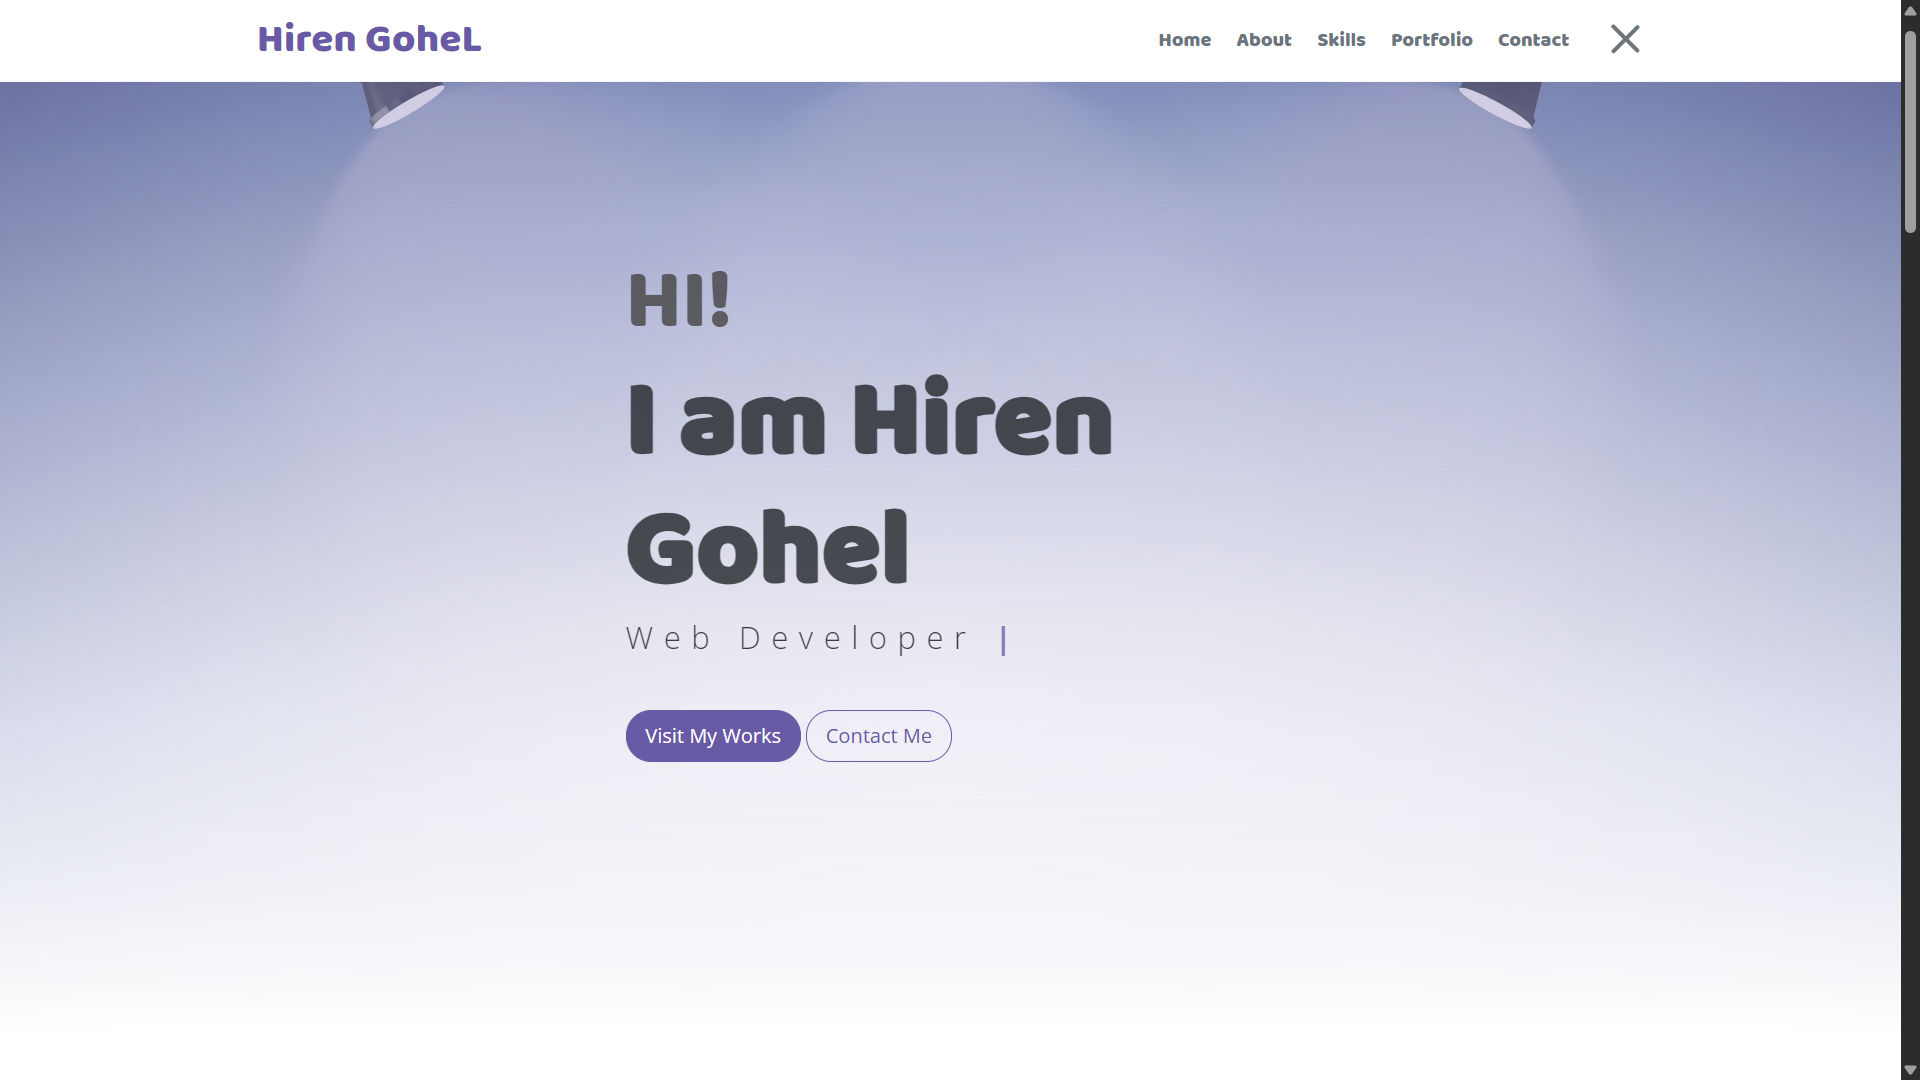 Hiren GoheL
Home About Skills Portfolio Contact
HI!
I am Hiren
Gohel
Web Developer |
Visit My Works Contact Me